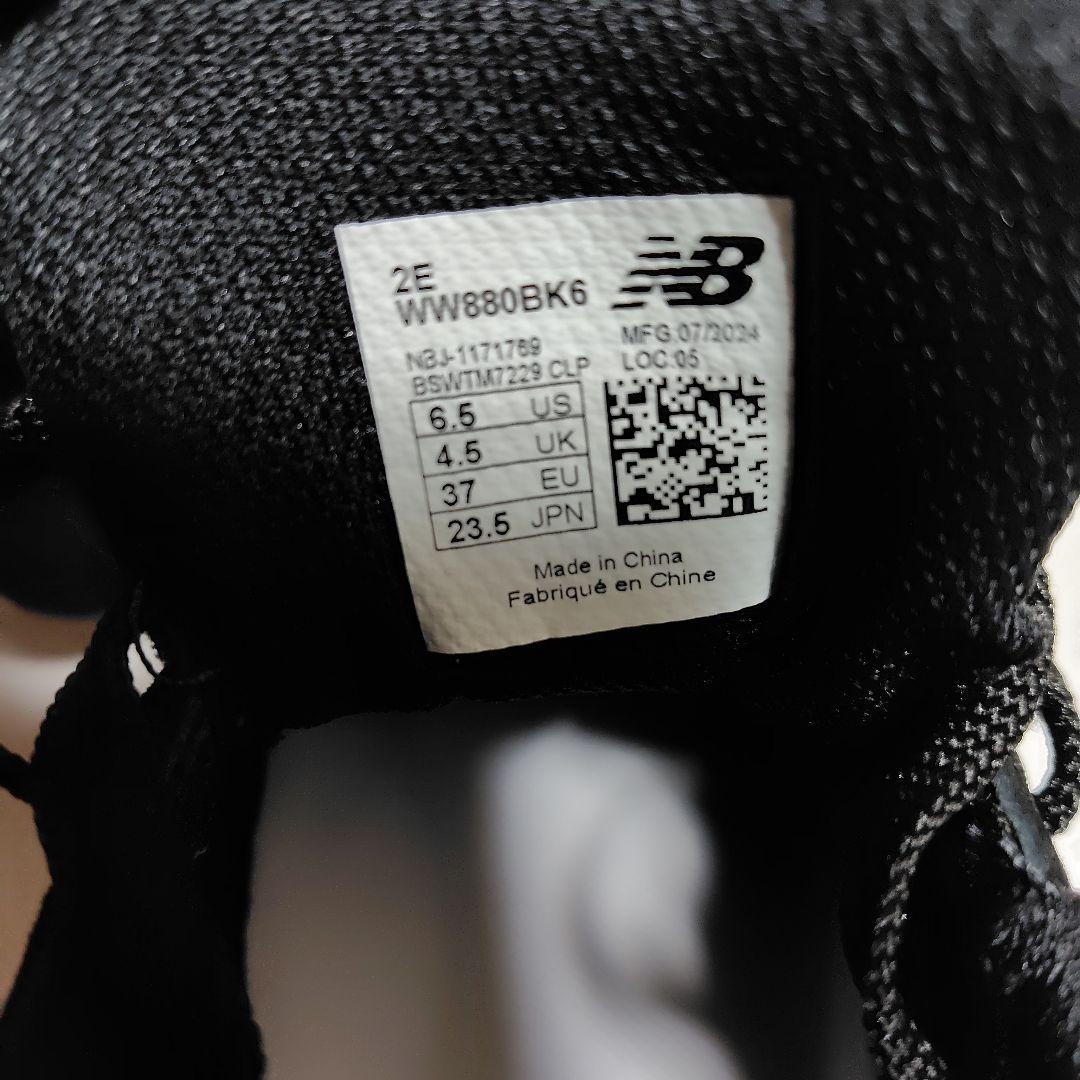 2E
WW880BK6
NB
NBJ-1171769
BSWTM7229 CLP
MFG:07/2024
LOC:05
6.5 US
4.5 UK
37 EU
23.5 JPN
Made in China
Fabriqué en Chine